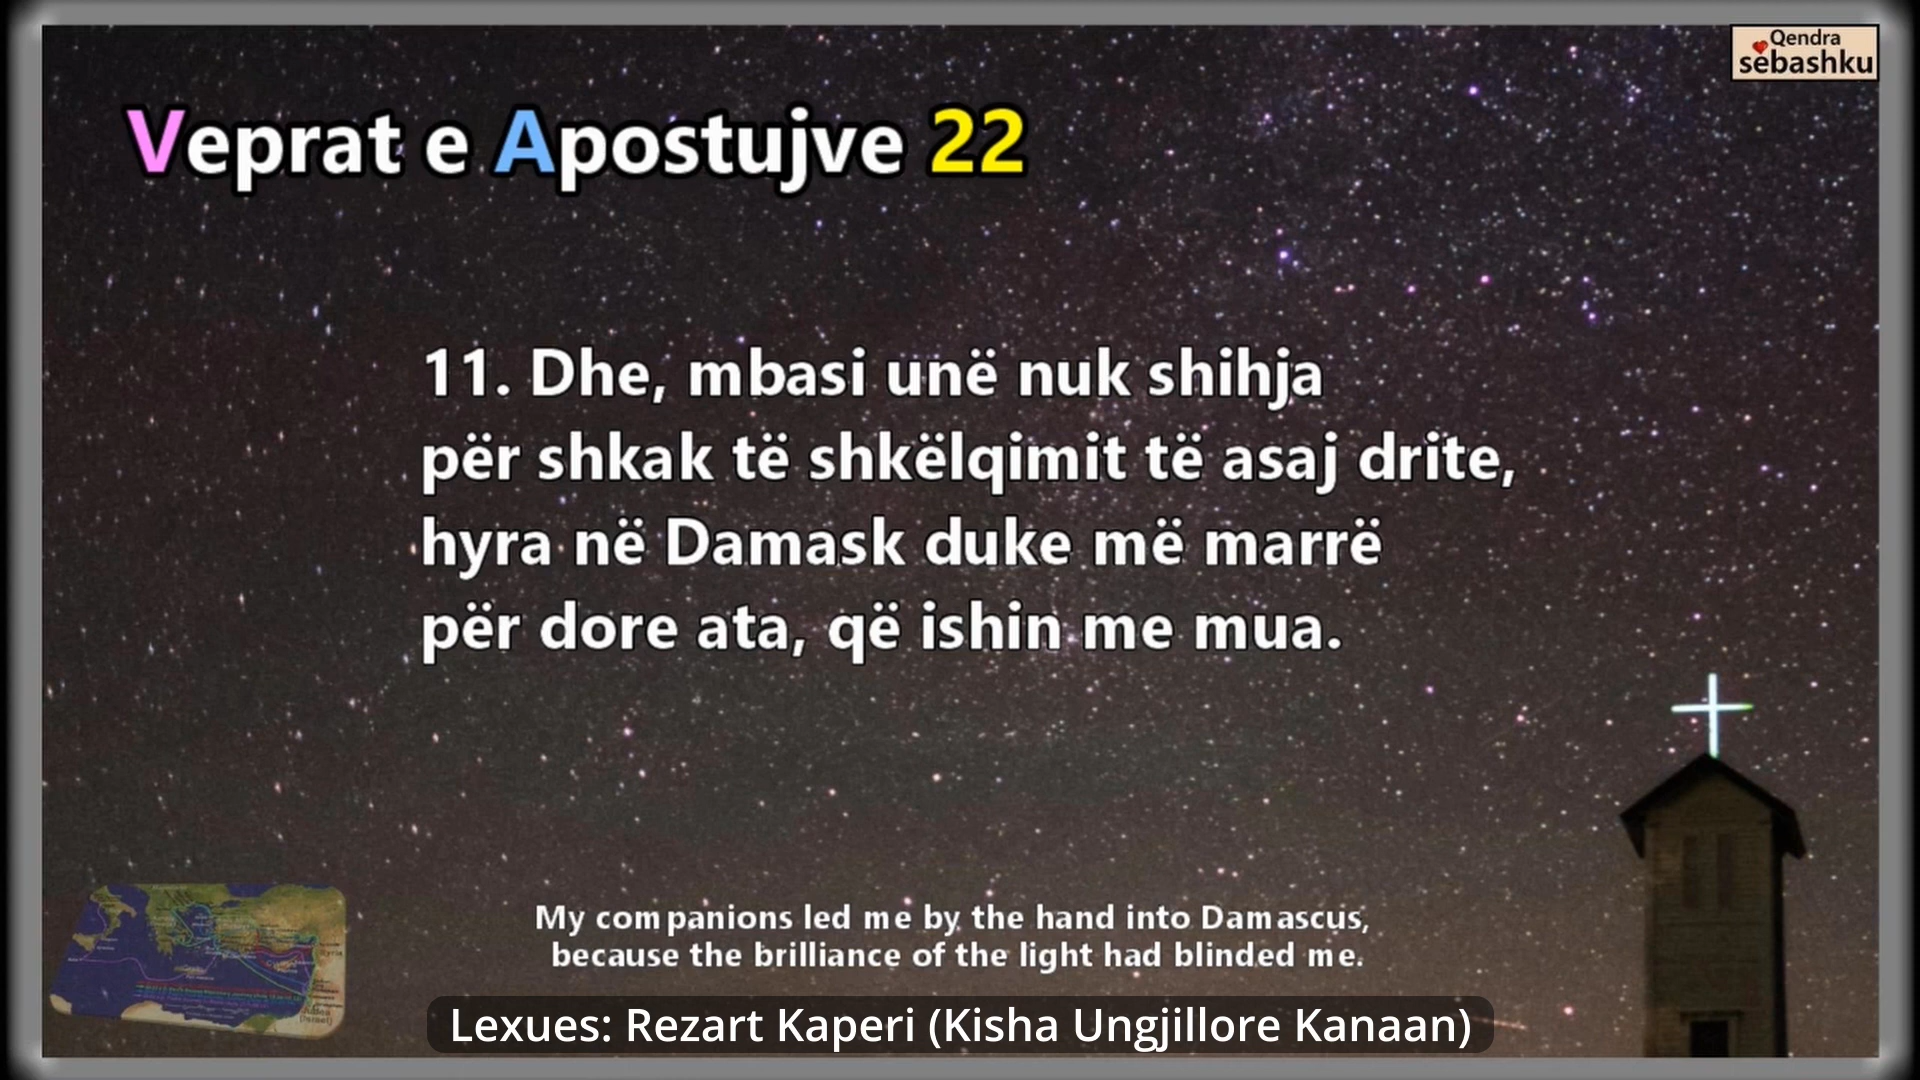 Qendra
sebashku
Veprat e Apostujve 22
11. Dhe, mbasi unë nuk shihja
për shkak të shkëlqimit të asaj drite,
hyra në Damask duke më marrë
për dore ata, që ishin me mua.
My companions led me by the hand into Damascus,
because the brilliance of the light had blinded me.
Lexues: Rezart Kaperi (Kisha Ungjillore Kanaan)